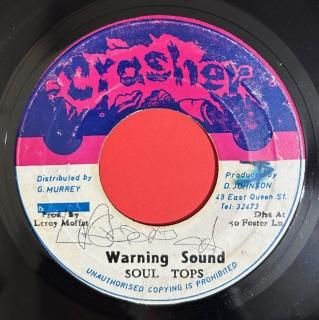 Crasher
Distributed by
G. MURREY
Produced by
D. JOHNSON
48 East Queen St.
Tel: 32473
Prod. By
Leroy Moffat
Dist At
50 Foster Ln
Warning Sound
SOUL TOPS
UNAUTHORISED COPYING IS PROHIBITED